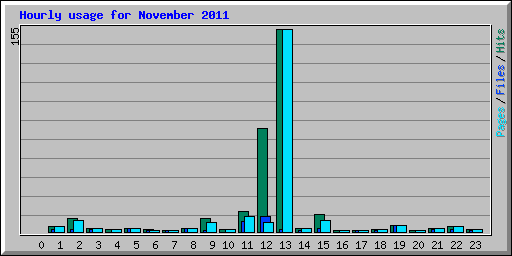 Hourly usage for November 2011
155
Pages/Files/Hits
0 1 2 3 4 5 6 7 8 9 10 11 12 13 14 15 16 17 18 19 20 21 22 23